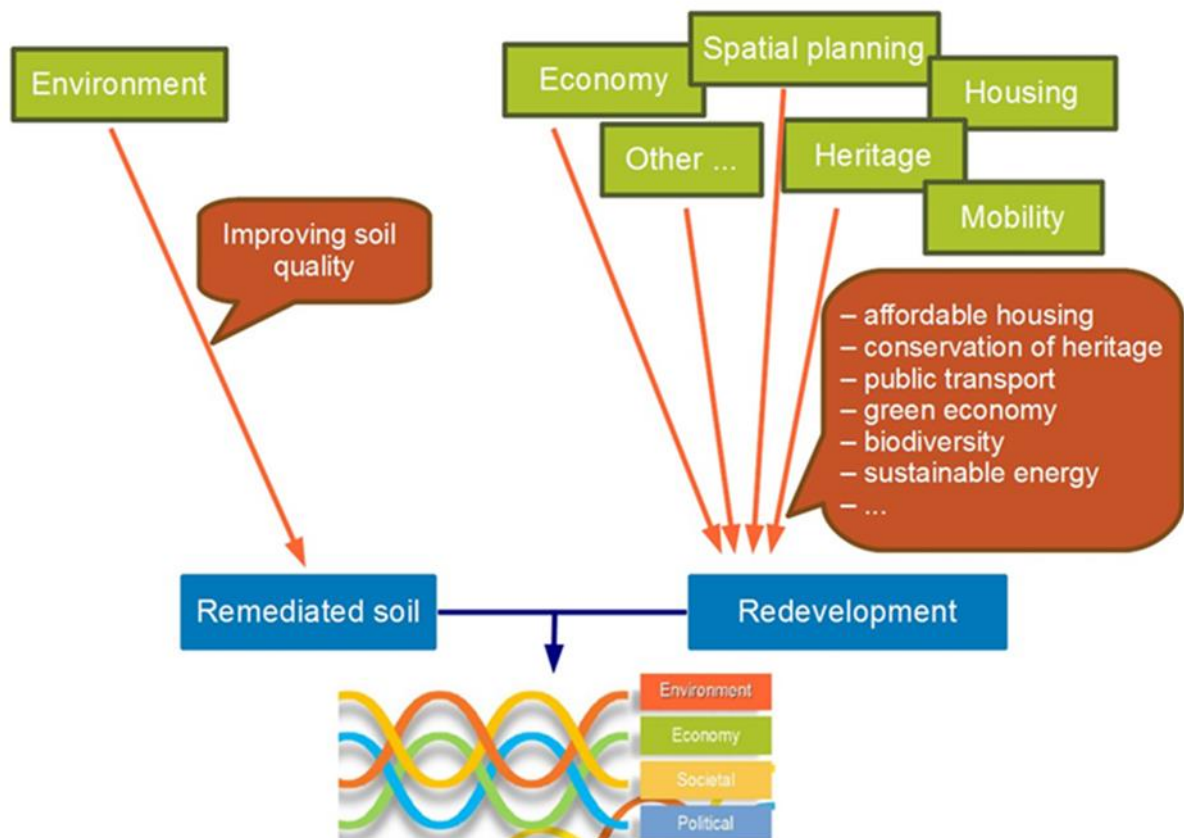 Environment
Economy
Spatial planning
Housing
Other ...
Heritage
Mobility
Improving soil
quality
– affordable housing
– conservation of heritage
– public transport
– green economy
– biodiversity
– sustainable energy
– ...
Remediated soil
Redevelopment
Environment
Economy
Societal
Political